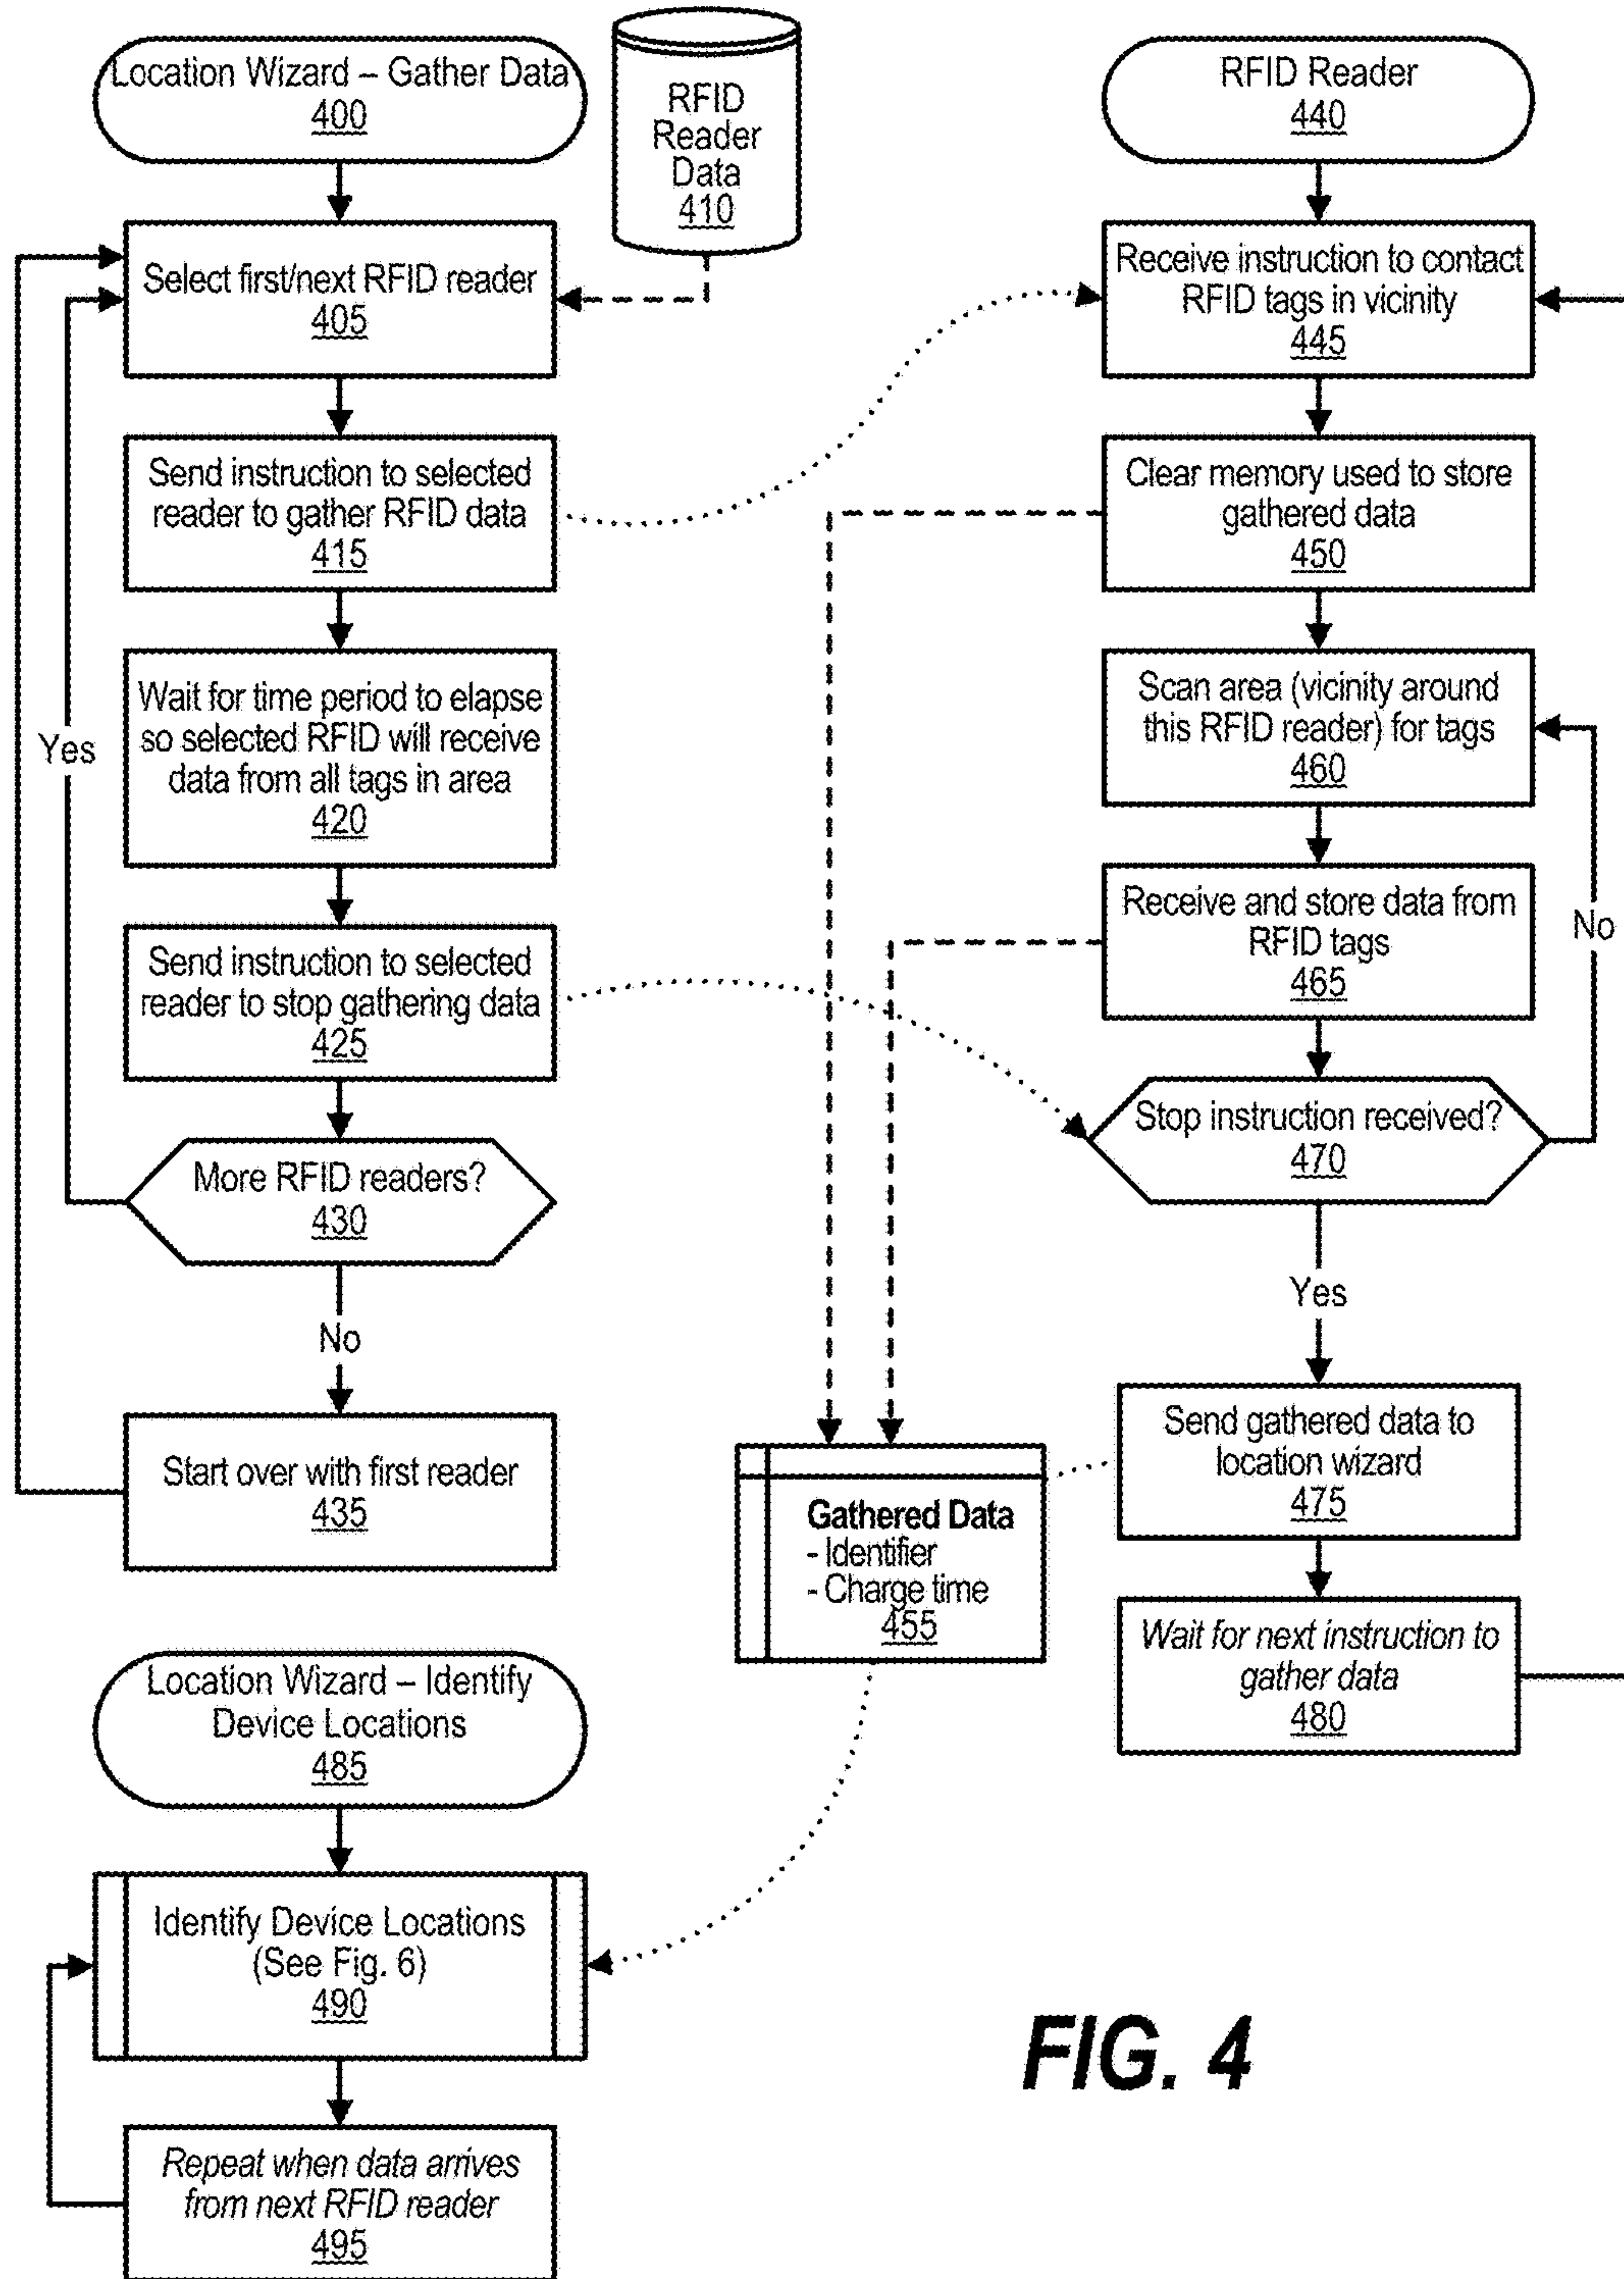 Location Wizard – Gather Data
400
RFID
Reader
Data
410
Select first/next RFID reader
405
Send instruction to selected
reader to gather RFID data
415
Wait for time period to elapse
so selected RFID will receive
data from all tags in area
420
Send instruction to selected
reader to stop gathering data
425
Yes
More RFID readers?
430
No
Start over with first reader
435
RFID Reader
440
Receive instruction to contact
RFID tags in vicinity
445
Clear memory used to store
gathered data
450
Scan area (vicinity around
this RFID reader) for tags
460
Receive and store data from
RFID tags
465
No
Stop instruction received?
470
Yes
Send gathered data to
location wizard
475
Wait for next instruction to
gather data
480
Gathered Data
- Identifier
- Charge time
455
Location Wizard – Identify
Device Locations
485
Identify Device Locations
(See Fig. 6)
490
Repeat when data arrives
from next RFID reader
495
FIG. 4